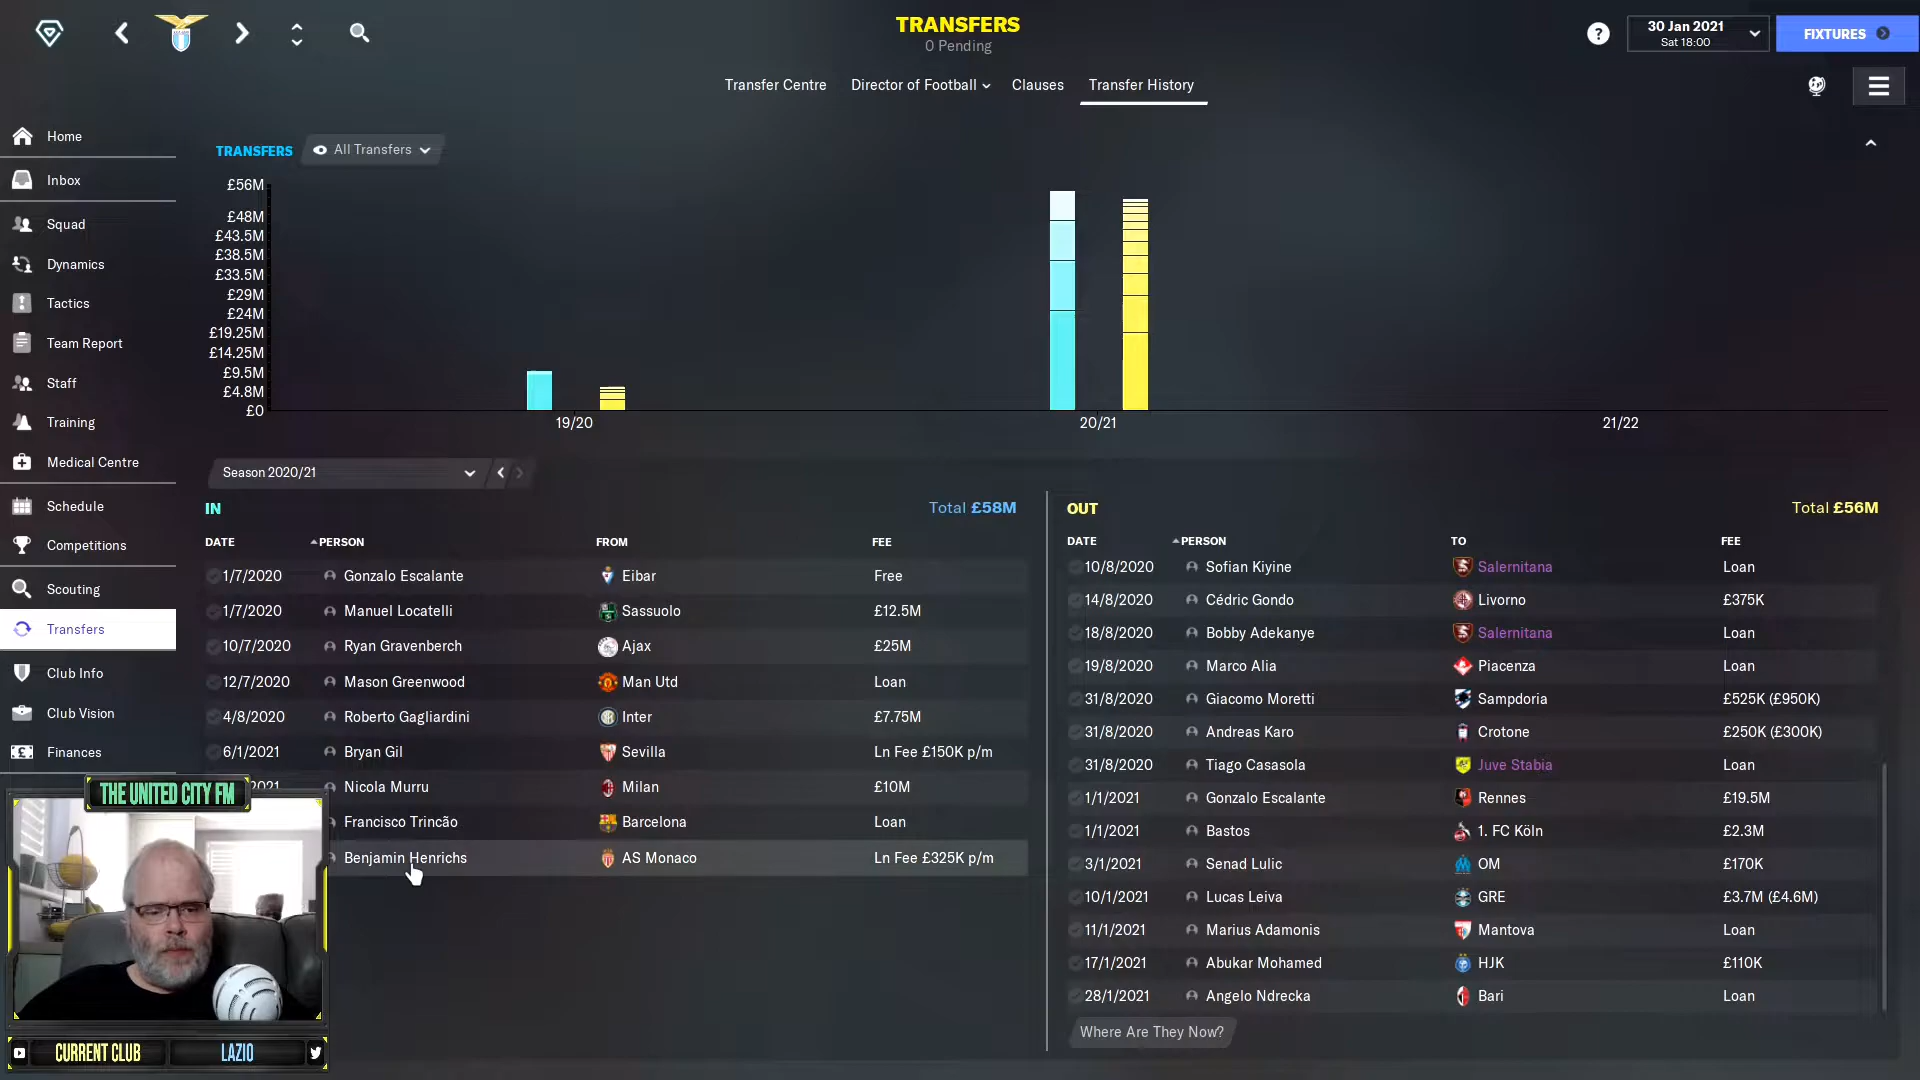 TRANSFERS
0 Pending
30 Jan 2021
Sat 18:00
FIXTURES
Transfer Centre
Director of Football
Clauses
Transfer History
Home
Inbox
Squad
Dynamics
Tactics
Team Report
Staff
Training
Medical Centre
Schedule
Competitions
Scouting
Transfers
Club Info
Club Vision
Finances
TRANSFERS
All Transfers
£56M
£48M
£43.5M
£38.5M
£33.5M
£29M
£24M
£19.25M
£14.25M
£9.5M
£4.8M
£0
19/20
20/21
21/22
Season 2020/21
IN
Total £58M
DATE PERSON FROM FEE
1/7/2020 Gonzalo Escalante Eibar Free
1/7/2020 Manuel Locatelli Sassuolo £12.5M
10/7/2020 Ryan Gravenberch Ajax £25M
12/7/2020 Mason Greenwood Man Utd Loan
4/8/2020 Roberto Gagliardini Inter £7.75M
6/1/2021 Bryan Gil Sevilla Ln Fee £150K p/m
2021 Nicola Murru Milan £10M
Francisco Trincão Barcelona Loan
Benjamin Henrichs AS Monaco Ln Fee £325K p/m
OUT
Total £56M
DATE PERSON TO FEE
10/8/2020 Sofian Kiyine Salernitana Loan
14/8/2020 Cédric Gondo Livorno £375K
18/8/2020 Bobby Adekanye Salernitana Loan
19/8/2020 Marco Alia Piacenza Loan
31/8/2020 Giacomo Moretti Sampdoria £525K (£950K)
31/8/2020 Andreas Karo Crotone £250K (£300K)
31/8/2020 Tiago Casasola Juve Stabia Loan
1/1/2021 Gonzalo Escalante Rennes £19.5M
1/1/2021 Bastos 1. FC Köln £2.3M
3/1/2021 Senad Lulic OM £170K
10/1/2021 Lucas Leiva GRE £3.7M (£4.6M)
11/1/2021 Marius Adamonis Mantova Loan
17/1/2021 Abukar Mohamed HJK £110K
28/1/2021 Angelo Ndrecka Bari Loan
Where Are They Now?
THE UNITED CITY FM
CURRENT CLUB
LAZIO